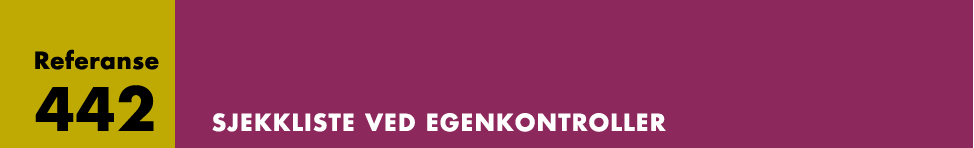 Referanse
442
SJEKKLISTE VED EGENKONTROLLER